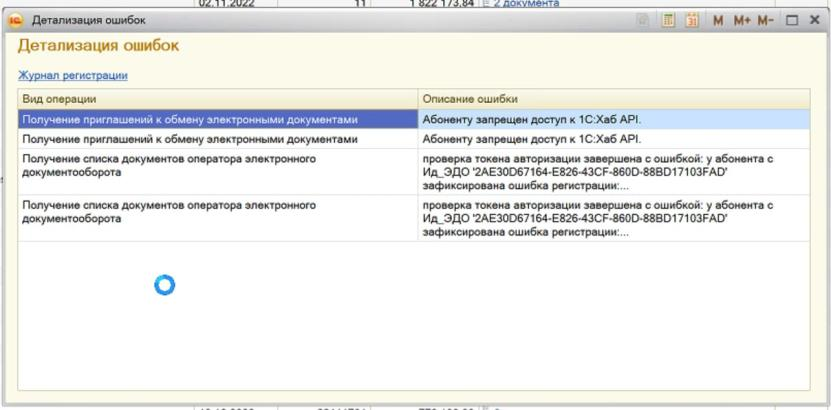 02.11.2022 11 1 822 173,84 2 документа
Детализация ошибок
M M+ M-
Детализация ошибок
Журнал регистрации
Вид операции Описание ошибки
Получение приглашений к обмену электронными документами Абоненту запрещен доступ к 1С:Хаб API.
Получение приглашений к обмену электронными документами Абоненту запрещен доступ к 1С:Хаб API.
Получение списка документов оператора электронного проверка токена авторизации завершена с ошибкой: у абонента с
документооборота Ид_ЭДО '2AE30D67164-E826-43CF-860D-88BD17103FAD'
зафиксирована ошибка регистрации:...
Получение списка документов оператора электронного проверка токена авторизации завершена с ошибкой: у абонента с
документооборота Ид_ЭДО '2AE30D67164-E826-43CF-860D-88BD17103FAD'
зафиксирована ошибка регистрации:...